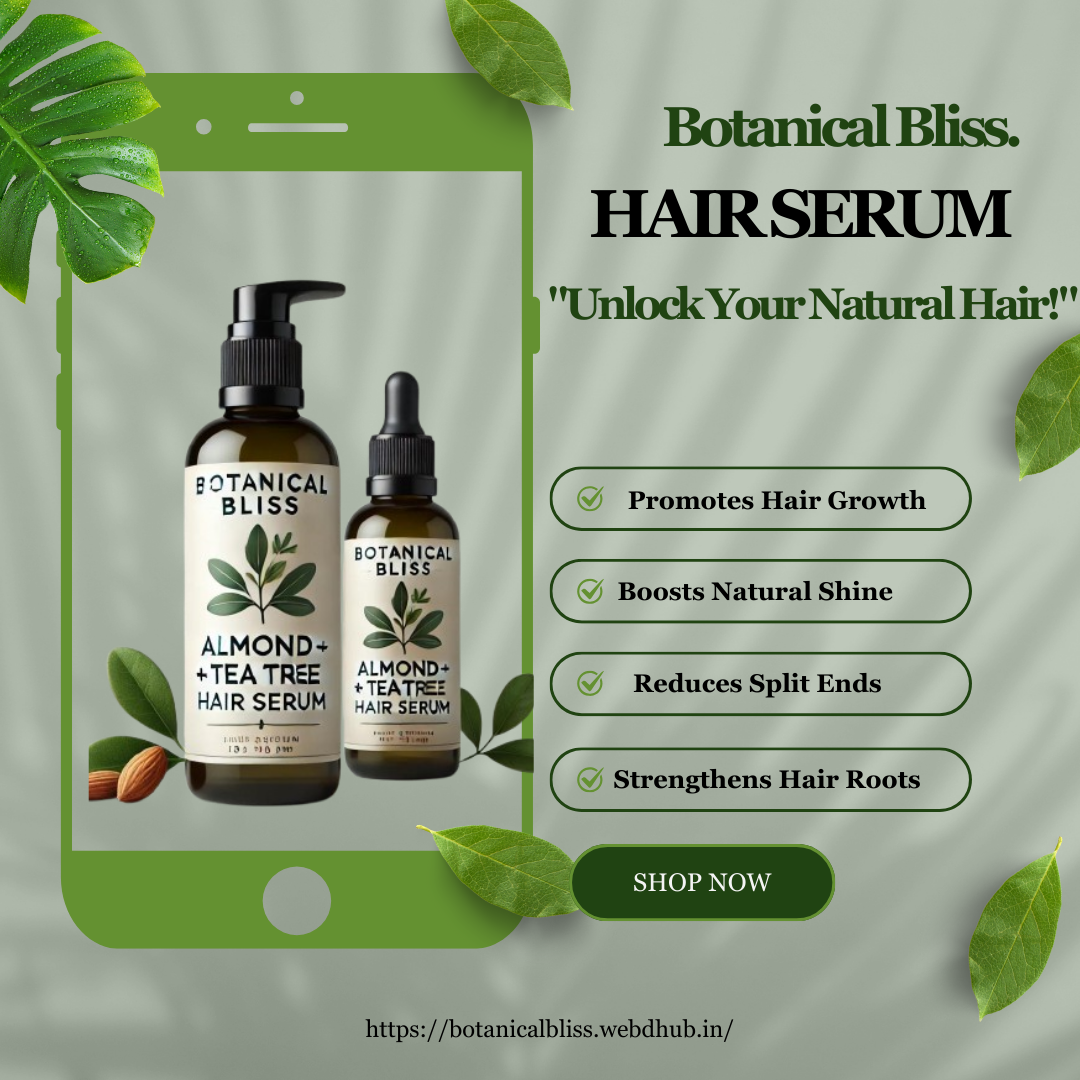 Botanical Bliss.
HAIR SERUM
"Unlock Your Natural Hair!"
BOTANICAL
BLISS
ALMOND+
+TEA TREE
HAIR SERUM
BOTANICAL
BLISS
ALMOND+
+TEATREE
HAIR SERUM
Promotes Hair Growth
Boosts Natural Shine
Reduces Split Ends
Strengthens Hair Roots
SHOP NOW
https://botanicalbliss.webdhub.in/